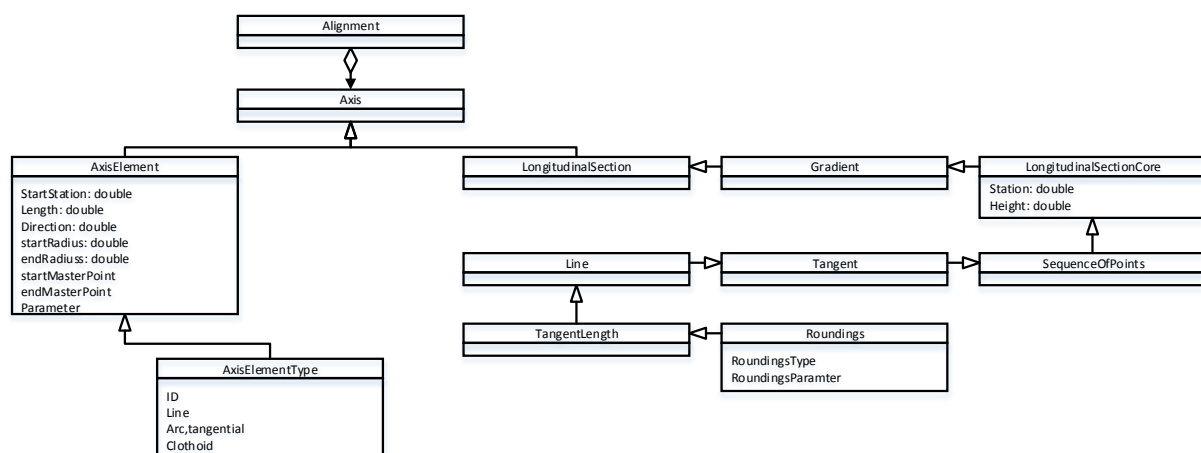 Alignment
Axis
AxisElement
StartStation: double
Length: double
Direction: double
startRadius: double
endRadiuss: double
startMasterPoint
endMasterPoint
Parameter
LongitudinalSection
Gradient
LongitudinalSectionCore
Station: double
Height: double
Line
Tangent
SequenceOfPoints
TangentLength
Roundings
RoundingsType
RoundingsParamter
AxisElementType
ID
Line
Arc,tangential
Clothoid